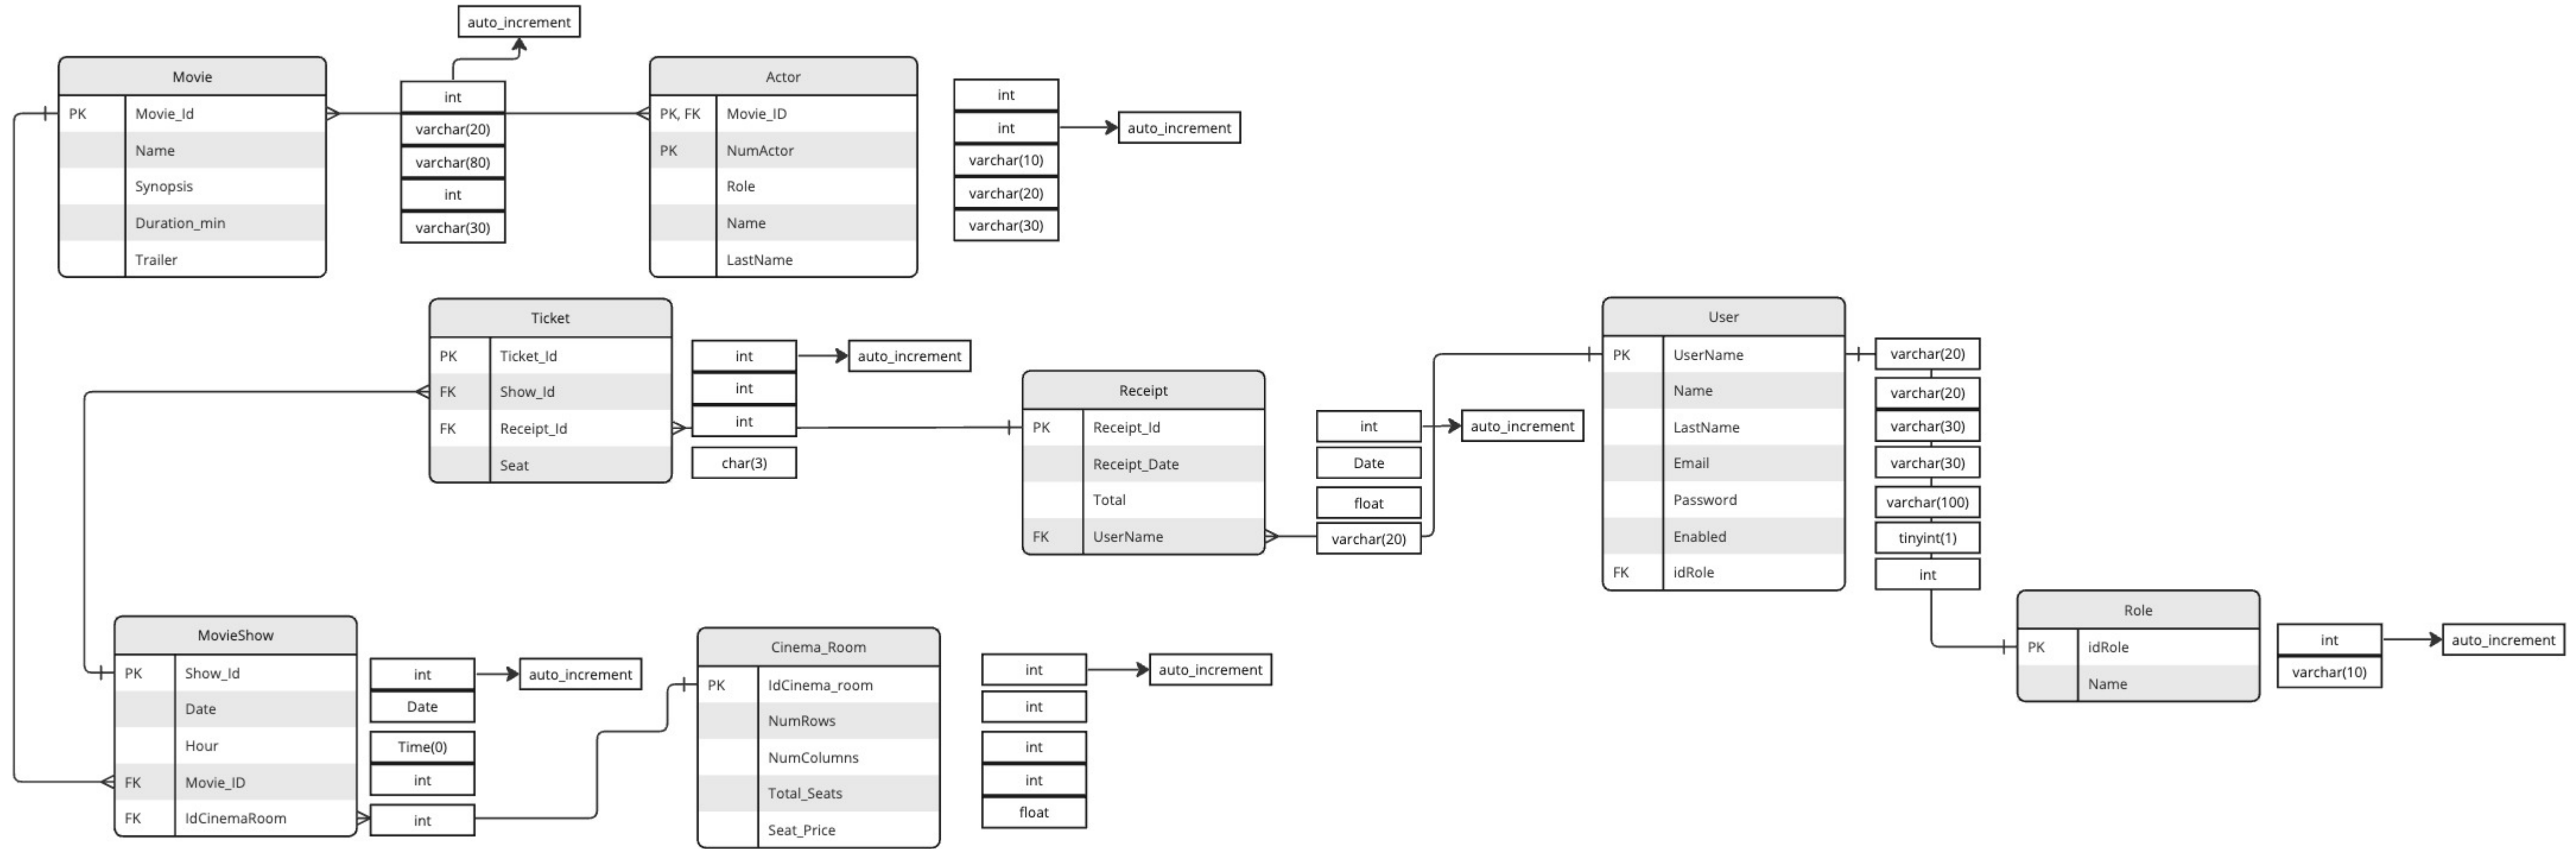 auto_increment
Movie
PK Movie_Id
Name
Synopsis
Duration_min
Trailer
int
varchar(20)
varchar(80)
int
varchar(30)
Actor
PK, FK Movie_ID
PK NumActor
Role
Name
LastName
int
int
auto_increment
varchar(10)
varchar(20)
varchar(30)
Ticket
PK Ticket_Id
FK Show_Id
FK Receipt_Id
Seat
int
auto_increment
int
int
char(3)
Receipt
PK Receipt_Id
Receipt_Date
Total
FK UserName
int
auto_increment
Date
float
varchar(20)
User
PK UserName
Name
LastName
Email
Password
Enabled
FK idRole
varchar(20)
varchar(20)
varchar(30)
varchar(30)
varchar(100)
tinyint(1)
int
Role
PK idRole
Name
int
auto_increment
varchar(10)
MovieShow
PK Show_Id
Date
Hour
FK Movie_ID
FK IdCinemaRoom
int
auto_increment
Date
Time(0)
int
int
Cinema_Room
PK IdCinema_room
NumRows
NumColumns
Total_Seats
Seat_Price
int
auto_increment
int
int
int
float